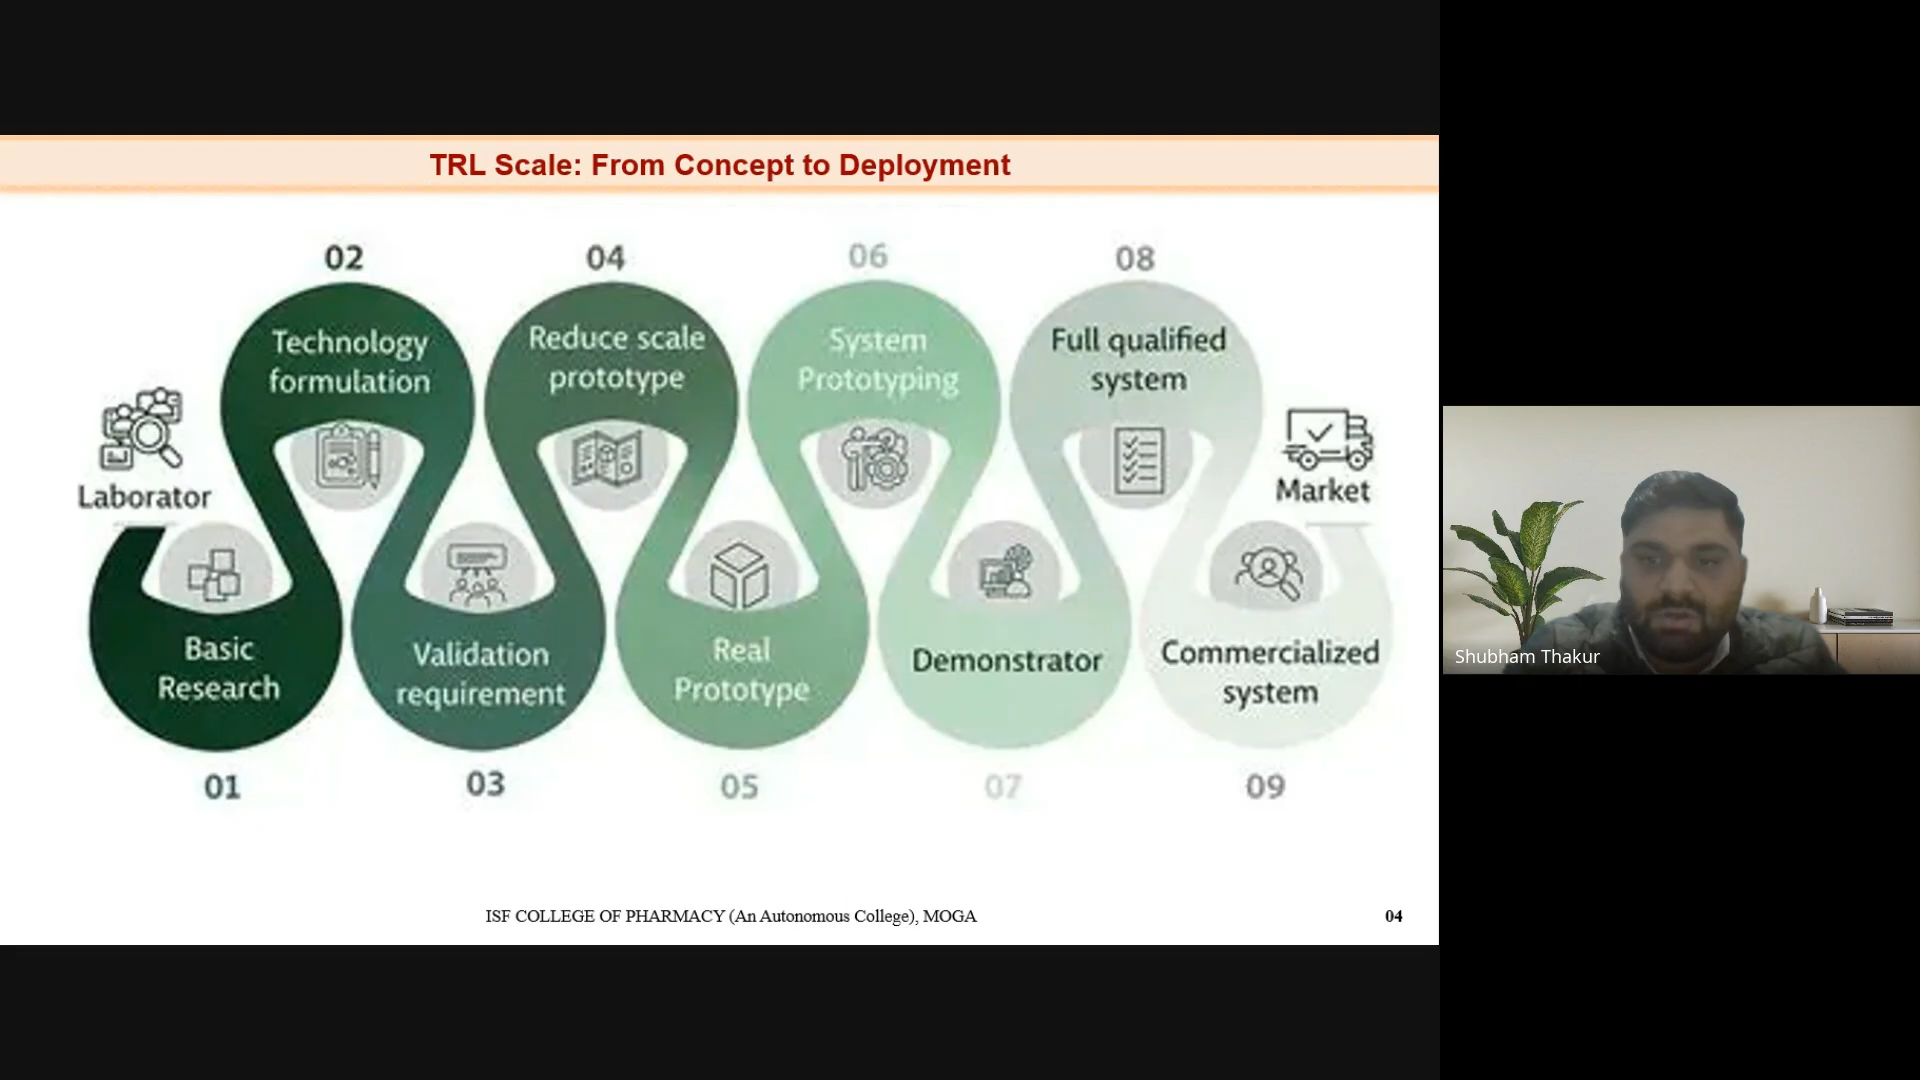 TRL Scale: From Concept to Deployment
02
04
06
08
Technology
formulation
Reduce scale
prototype
System
Prototyping
Full qualified
system
Laborator
Market
Basic
Research
Validation
requirement
Real
Prototype
Demonstrator
Commercialized
system
01
03
05
07
09
ISF COLLEGE OF PHARMACY (An Autonomous College), MOGA
04
Shubham Thakur